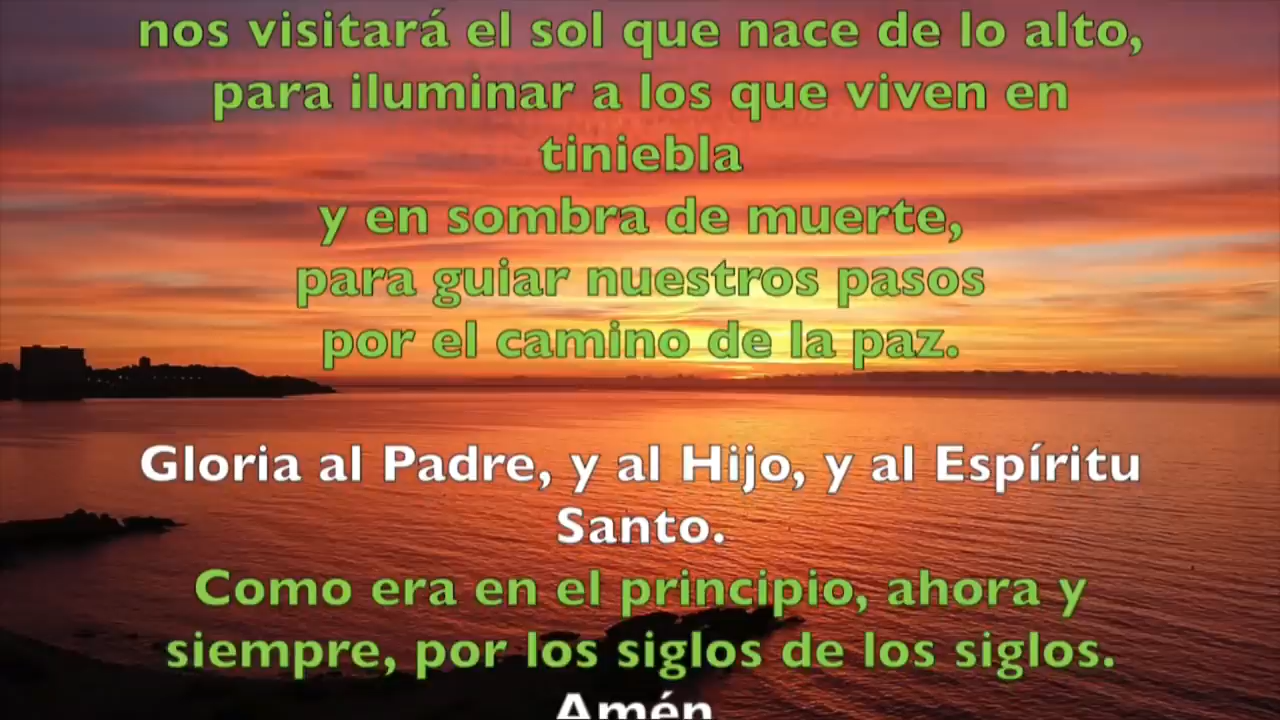 nos visitará el sol que nace de lo alto,
para iluminar a los que viven en
tiniebla
y en sombra de muerte,
para guiar nuestros pasos
por el camino de la paz.
Gloria al Padre, y al Hijo, y al Espíritu
Santo.
Como era en el principio, ahora y
siempre, por los siglos de los siglos.
Amén